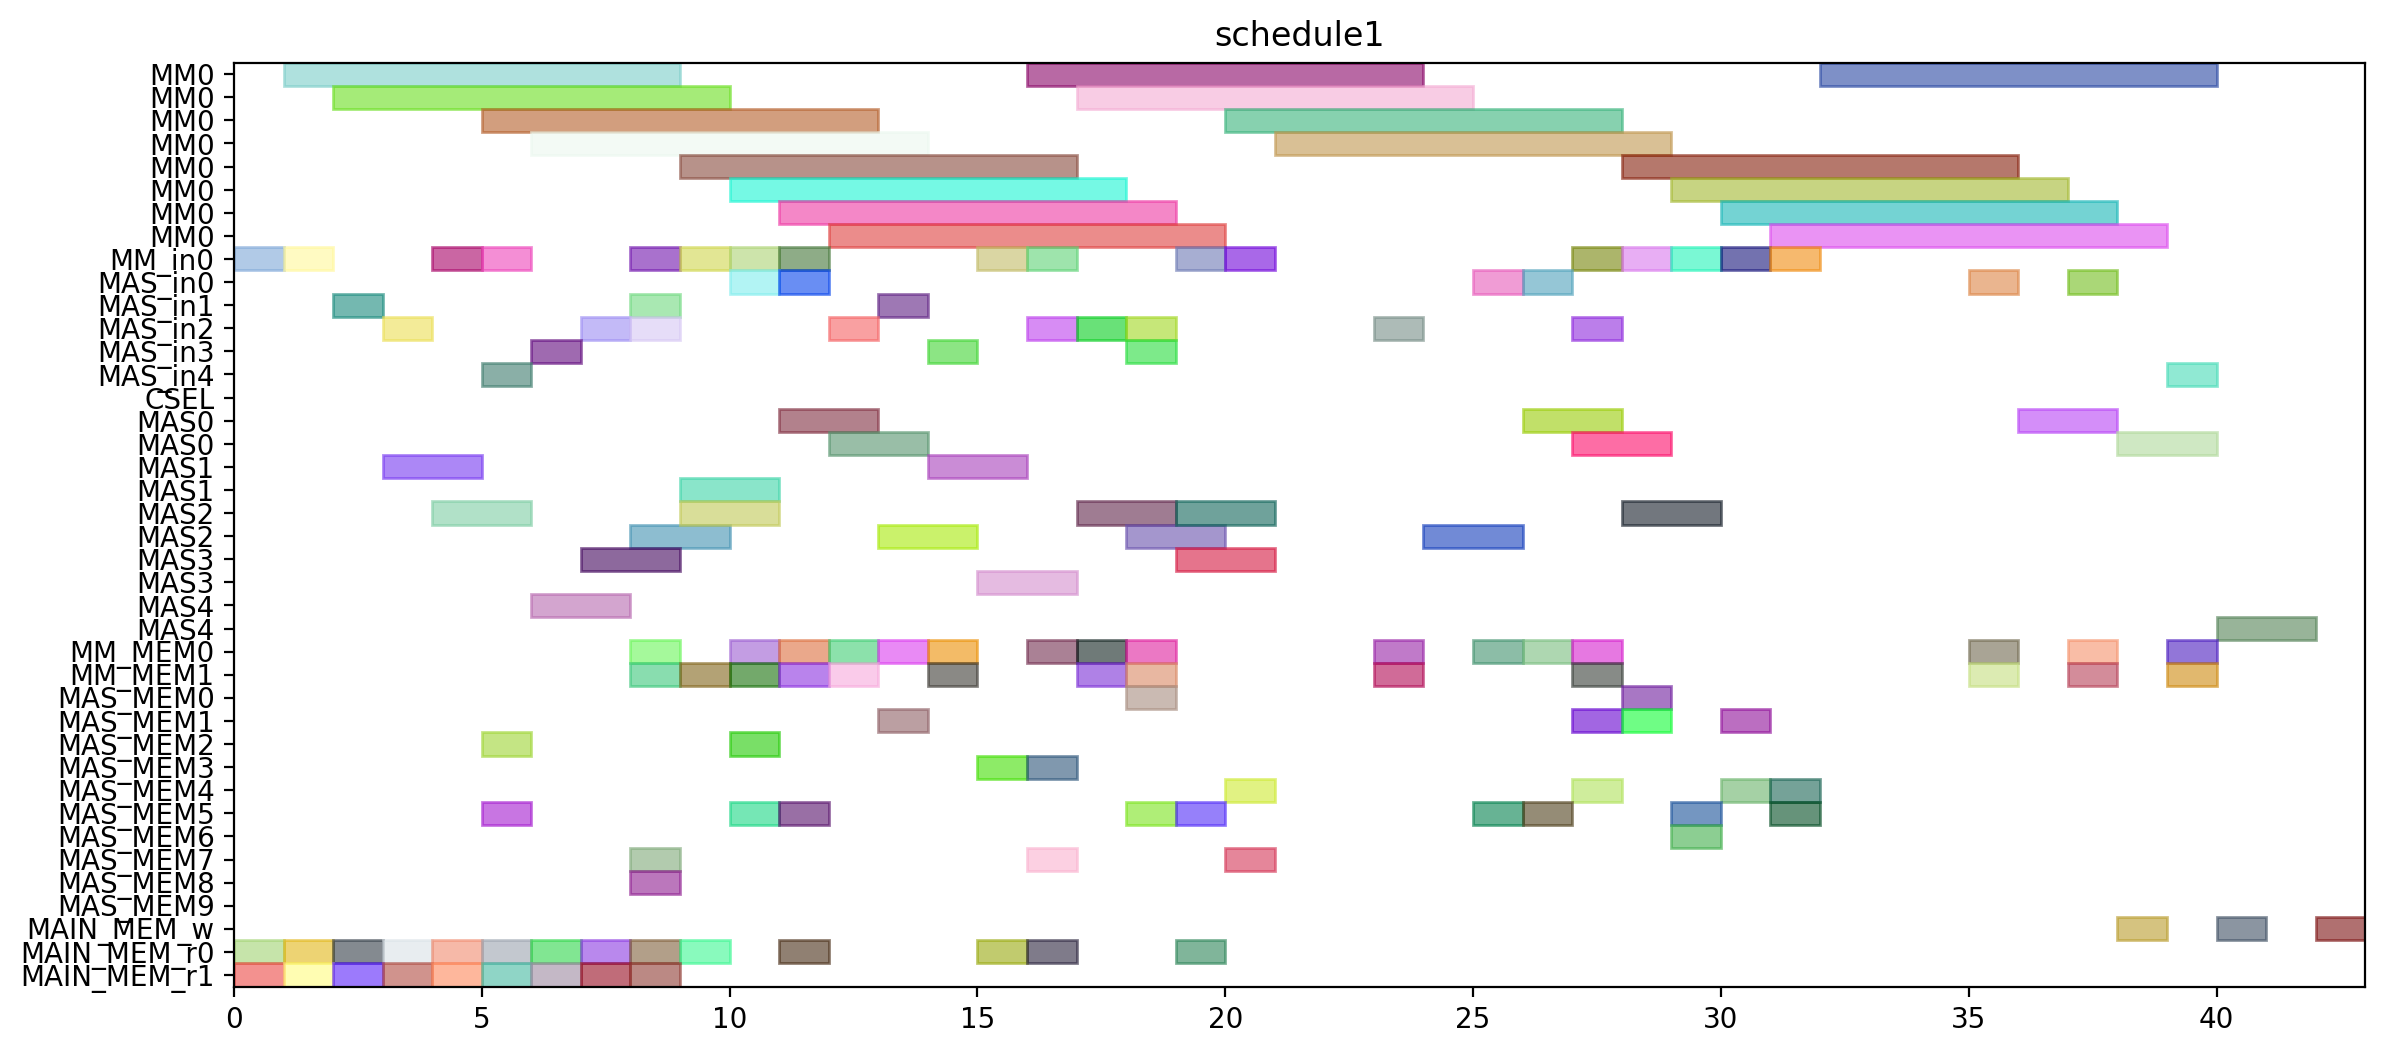 schedule1
MM0
MM0
MM0
MM0
MM0
MM0
MM0
MM0
MM_in0
MAS_in0
MAS_in1
MAS_in2
MAS_in3
MAS_in4
CSEL
MAS0
MAS0
MAS1
MAS1
MAS2
MAS2
MAS3
MAS3
MAS4
MAS4
MM_MEM0
MM_MEM1
MAS_MEM0
MAS_MEM1
MAS_MEM2
MAS_MEM3
MAS_MEM4
MAS_MEM5
MAS_MEM6
MAS_MEM7
MAS_MEM8
MAS_MEM9
MAIN_MEM_w
MAIN_MEM_r0
MAIN_MEM_r1
0 5 10 15 20 25 30 35 40